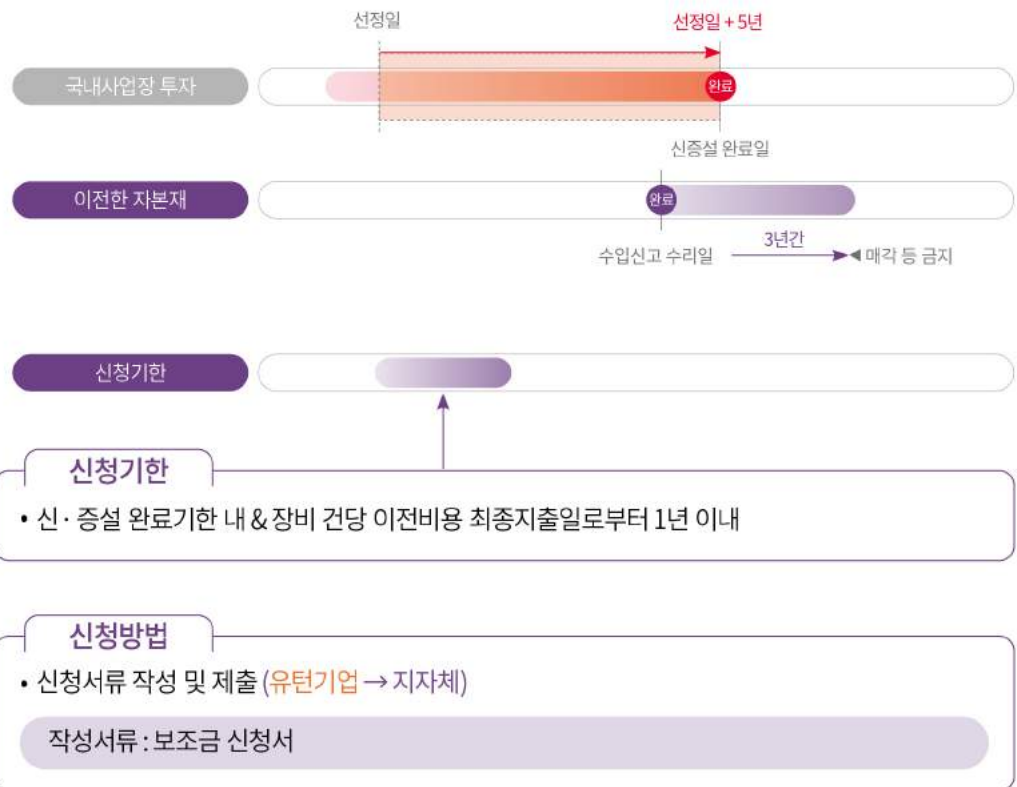 선정일
선정일 + 5년
국내사업장 투자
완료
신증설 완료일
이전한 자본재
완료
수입신고 수리일
3년간
◀ 매각 등 금지
신청기한
신청기한
• 신· 증설 완료기한 내 & 장비 건당 이전비용 최종지출일로부터 1년 이내
신청방법
• 신청서류 작성 및 제출 (유턴기업 → 지자체)
작성서류 : 보조금 신청서